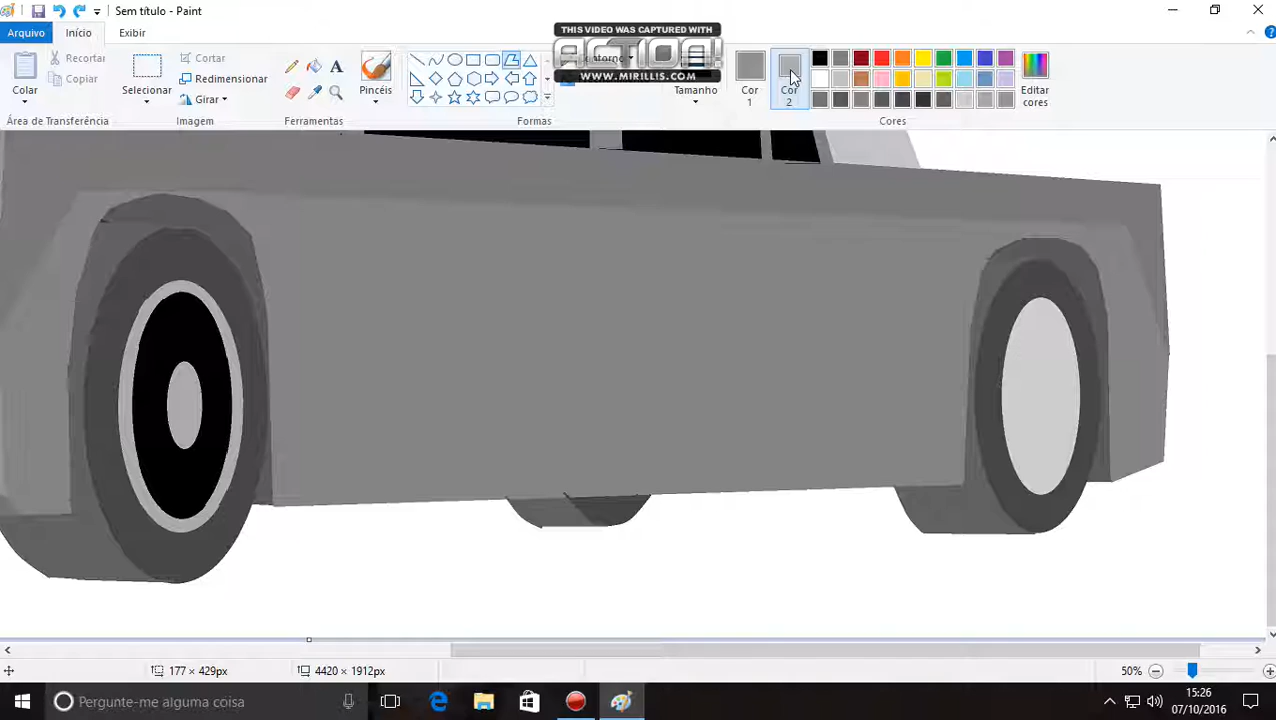 Sem título - Paint
THIS VIDEO WAS CAPTURED WITH
ACTION!
WWW.MIRILLIS.COM
Arquivo
Início
Exibir
Colar
Recortar
Copiar
Área de Transferência
Selecionar
Cortar
Redimensionar
Girar
Imagem
A
Ferramentas
Pincéis
Contorno
Formas
Tamanho
Cor
1
Cor
2
Cores
Editar
cores
177 × 429px
4420 × 1912px
50%
Pergunte-me alguma coisa
15:26
07/10/2016